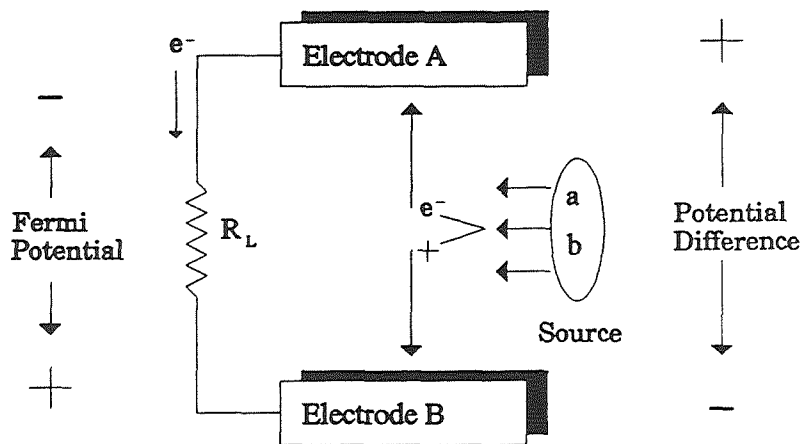 e⁻
Electrode A
+
−
a
e⁻
Fermi
Potential
R_L
b
Potential
Difference
+
Source
+
Electrode B
−